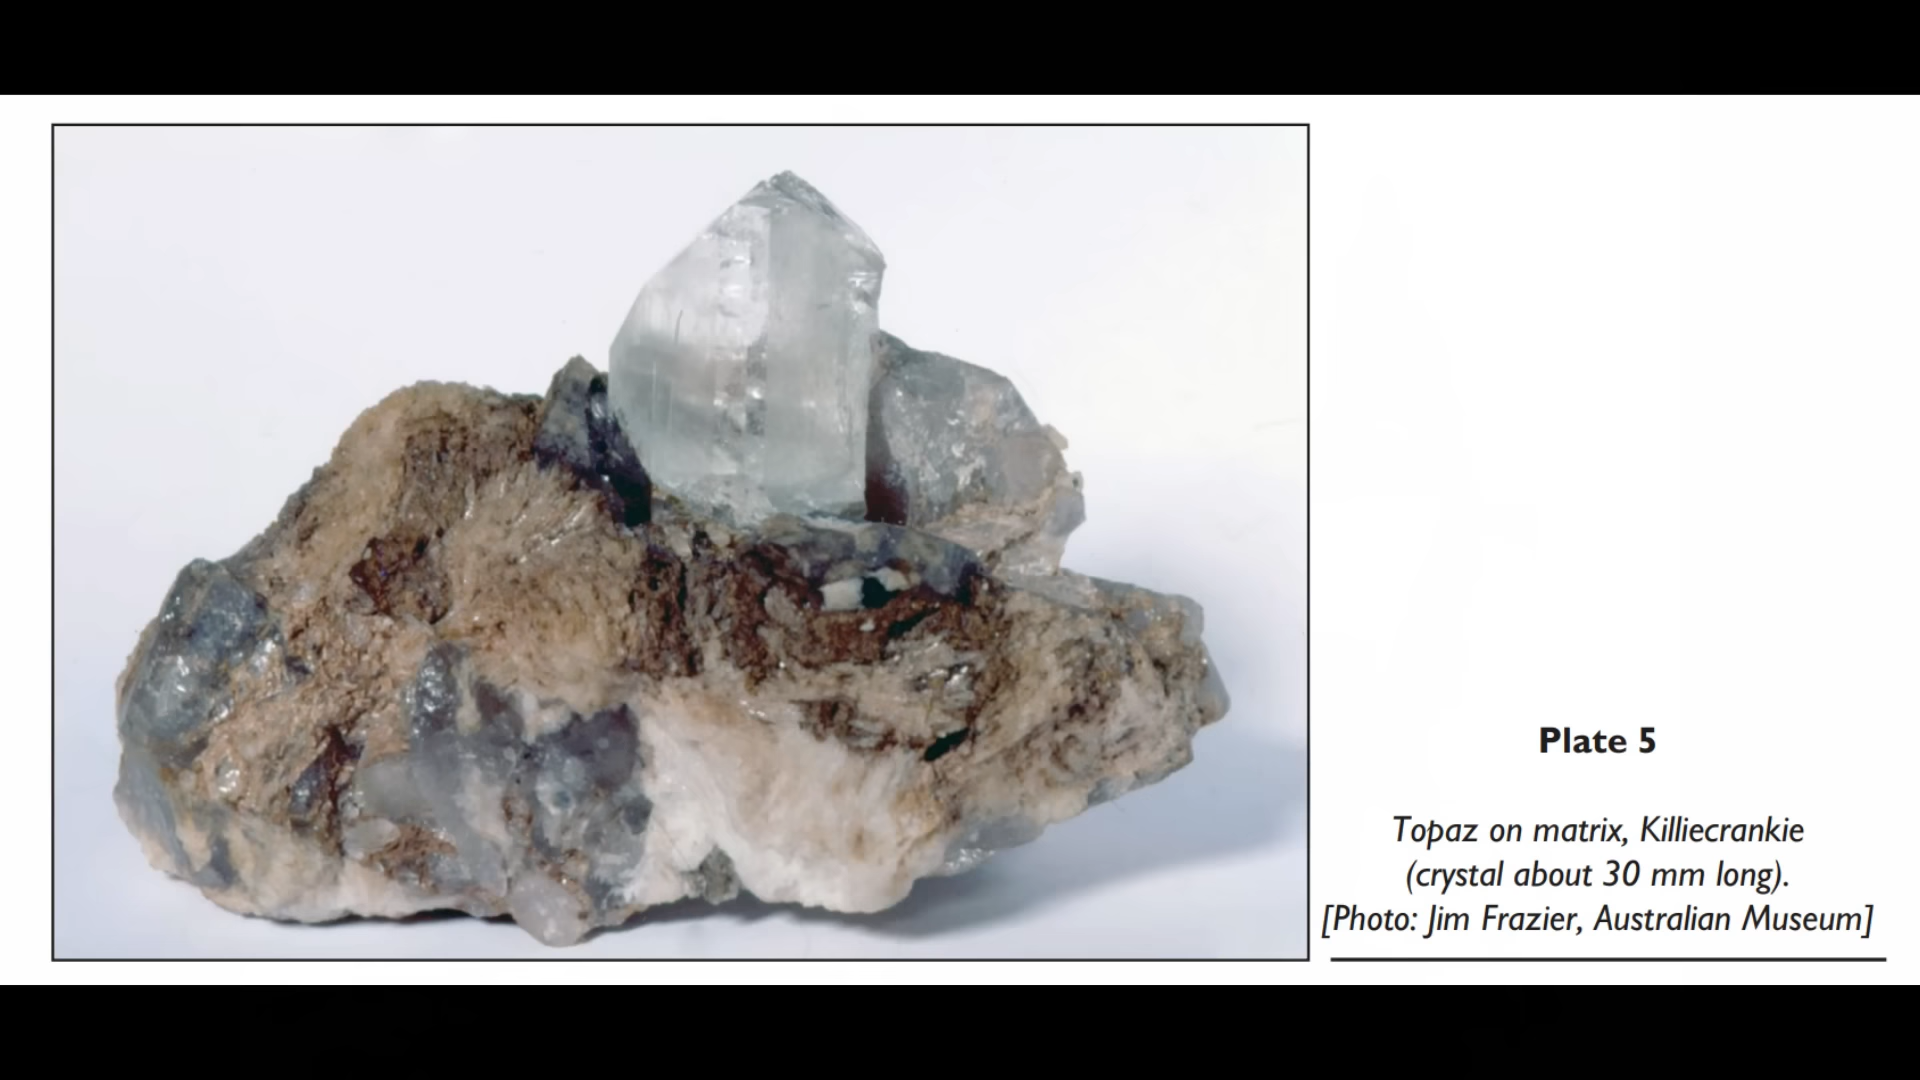 Plate 5
Topaz on matrix, Killiecrankie
(crystal about 30 mm long).
[Photo: Jim Frazier, Australian Museum]